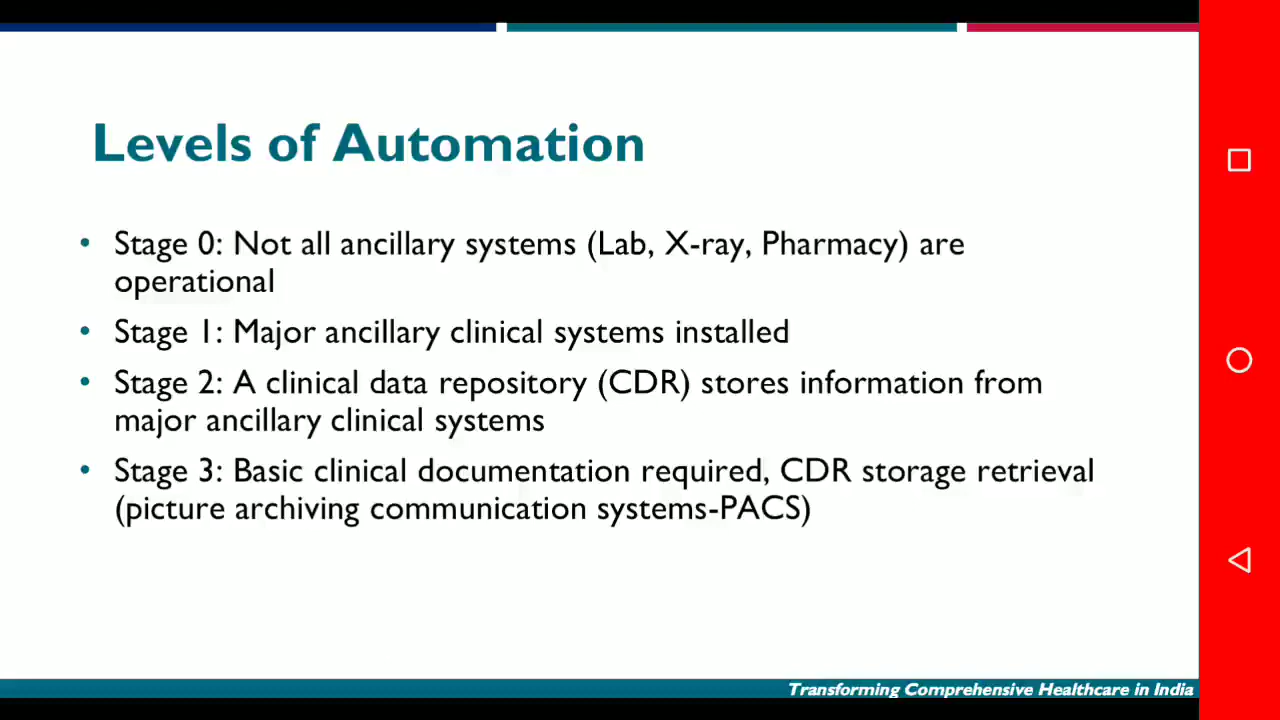 Levels of Automation
• Stage 0: Not all ancillary systems (Lab, X-ray, Pharmacy) are
operational
• Stage 1: Major ancillary clinical systems installed
• Stage 2: A clinical data repository (CDR) stores information from
major ancillary clinical systems
• Stage 3: Basic clinical documentation required, CDR storage retrieval
(picture archiving communication systems-PACS)
Transforming Comprehensive Healthcare in India